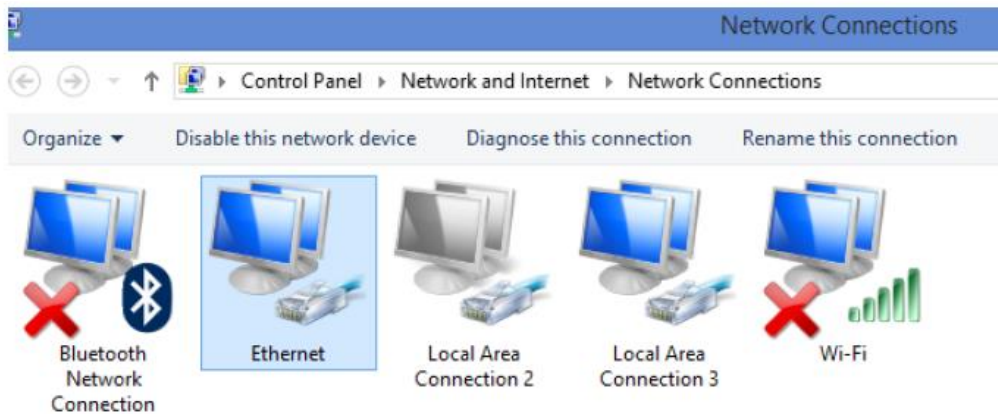 Network Connections
Control Panel Network and Internet Network Connections
Organize Disable this network device Diagnose this connection Rename this connection
Bluetooth Network Connection
Ethernet
Local Area Connection 2
Local Area Connection 3
Wi-Fi